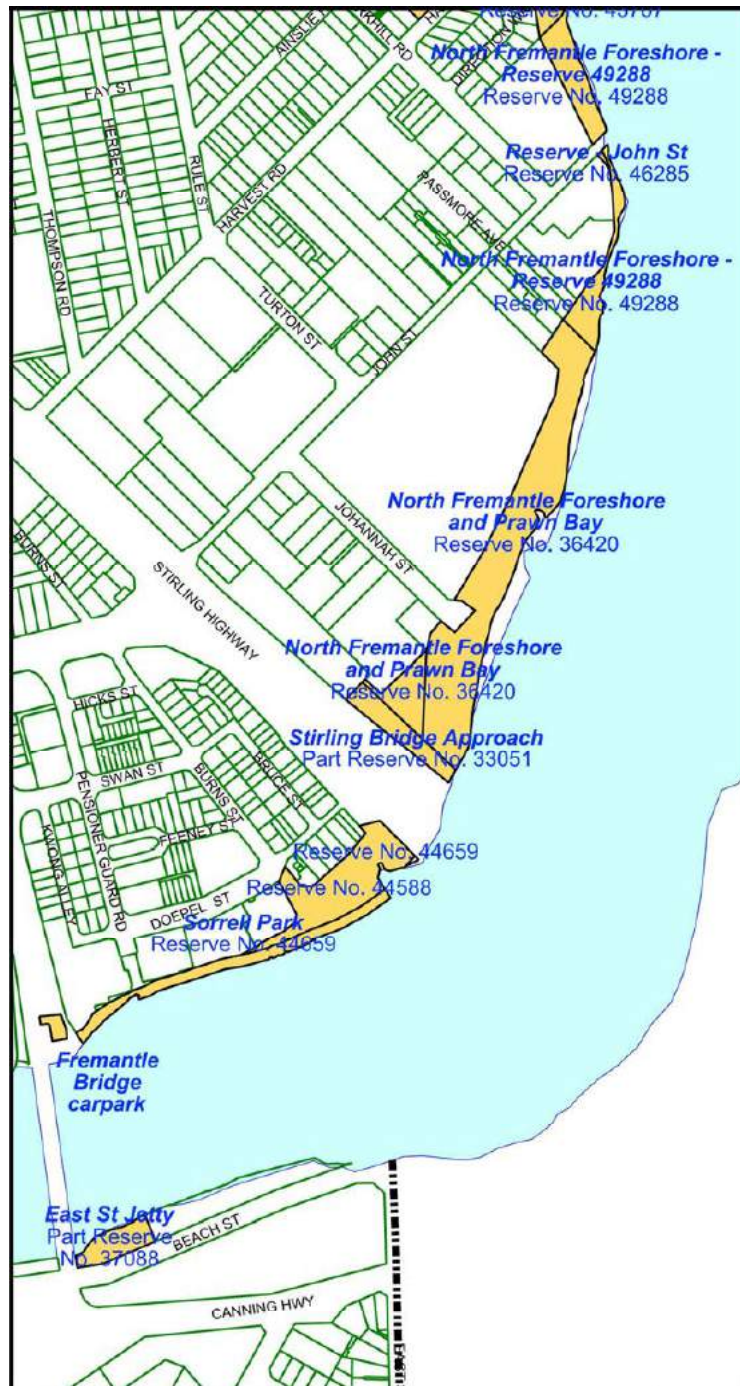 Reserve No. 45707
North Fremantle Foreshore -
Reserve 49288
Reserve No. 49288
AINSLIE
DIRECTION
FAY ST
HERBERT ST
RULE ST
HARVEST RD
Reserve - John St
Reserve No. 46285
PASSMORE AVE
THOMPSON RD
North Fremantle Foreshore -
Reserve 49288
Reserve No. 49288
TURTON ST
JOHN ST
North Fremantle Foreshore
and Prawn Bay
Reserve No. 36420
JOHANNAH ST
BURNS ST
STIRLING HIGHWAY
North Fremantle Foreshore
and Prawn Bay
Reserve No. 36420
HICKS ST
Stirling Bridge Approach
Part Reserve No. 33051
SWAN ST
BURNS ST
BRUCE ST
PENSIONER GUARD RD
FEENEY ST
KWONG ALLEY
Reserve No. 44659
Reserve No. 44588
DOEPEL ST
Sorrell Park
Reserve No. 44659
Fremantle
Bridge
carpark
East St Jetty
Part Reserve
No. 37088
BEACH ST
CANNING HWY